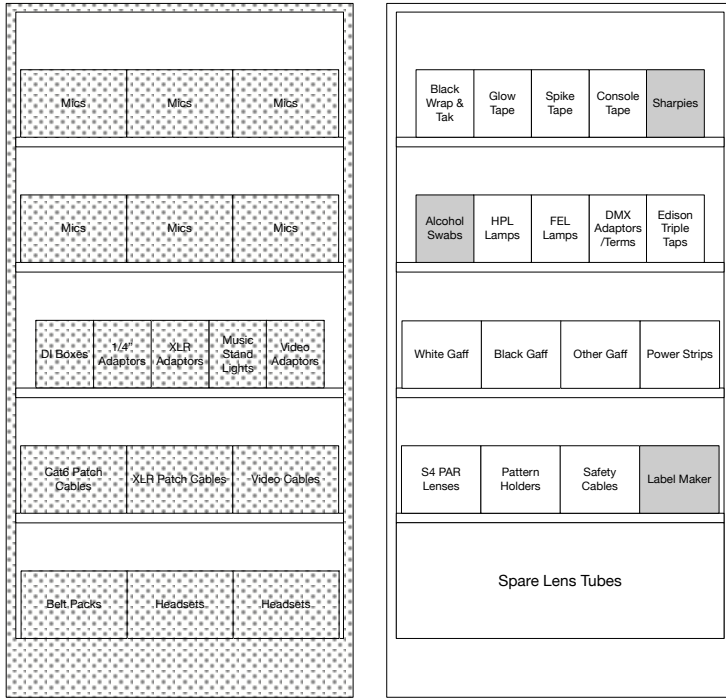 Mics
Mics
Mics
Mics
Mics
Mics
DI Boxes
1/4”
Adaptors
XLR
Adaptors
Music
Stand
Lights
Video
Adaptors
Cat6 Patch
Cables
XLR Patch Cables
Video Cables
Belt Packs
Headsets
Headsets
Black
Wrap &
Tak
Glow
Tape
Spike
Tape
Console
Tape
Sharpies
Alcohol
Swabs
HPL
Lamps
FEL
Lamps
DMX
Adaptors
/Terms
Edison
Triple
Taps
White Gaff
Black Gaff
Other Gaff
Power Strips
S4 PAR
Lenses
Pattern
Holders
Safety
Cables
Label Maker
Spare Lens Tubes